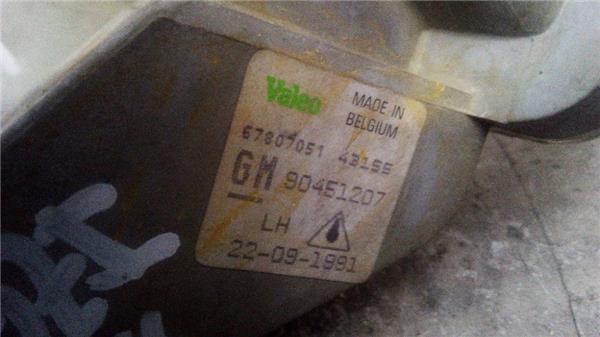 Valeo
MADE IN
BELGIUM
67807051 43155
GM 90451207
LH
22-09-1991